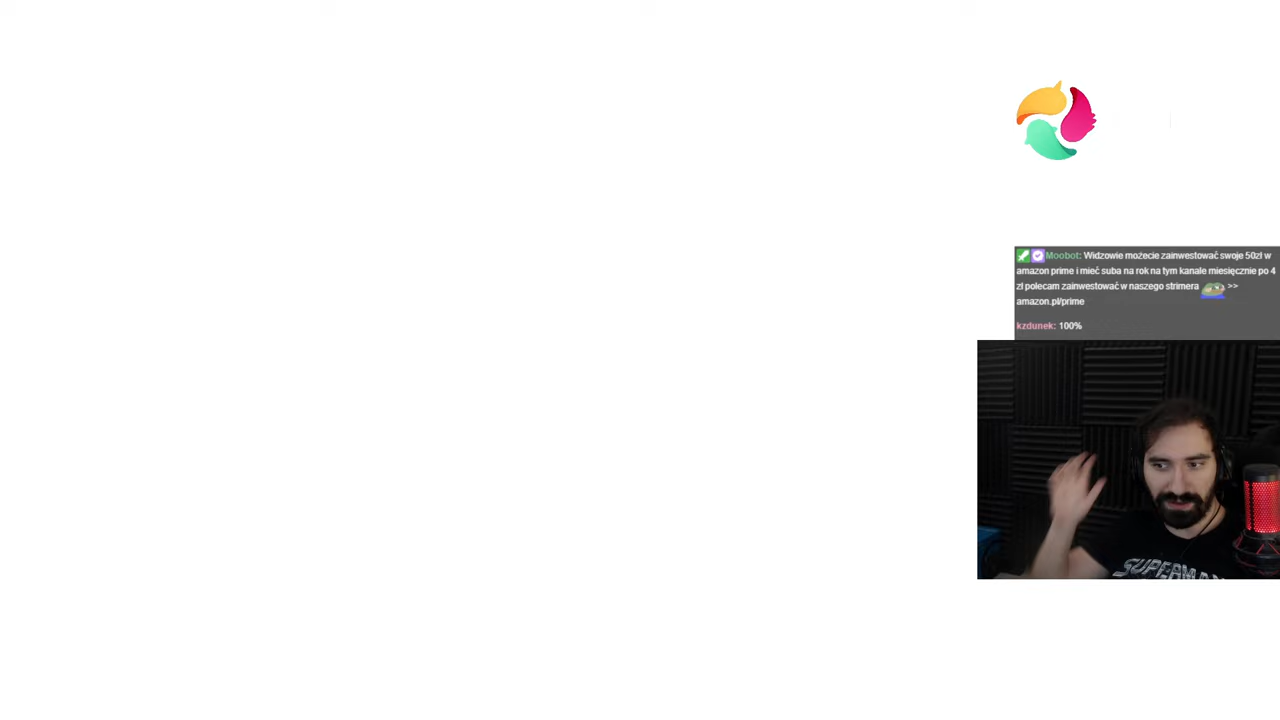 Moobot: Widzowie możecie zainwestować swoje 50zł w
amazon prime i mieć suba na rok na tym kanale miesięcznie po 4
zł polecam zainwestować w naszego strimera >>
amazon.pl/prime
kzdunek: 100%
SUPERMAN